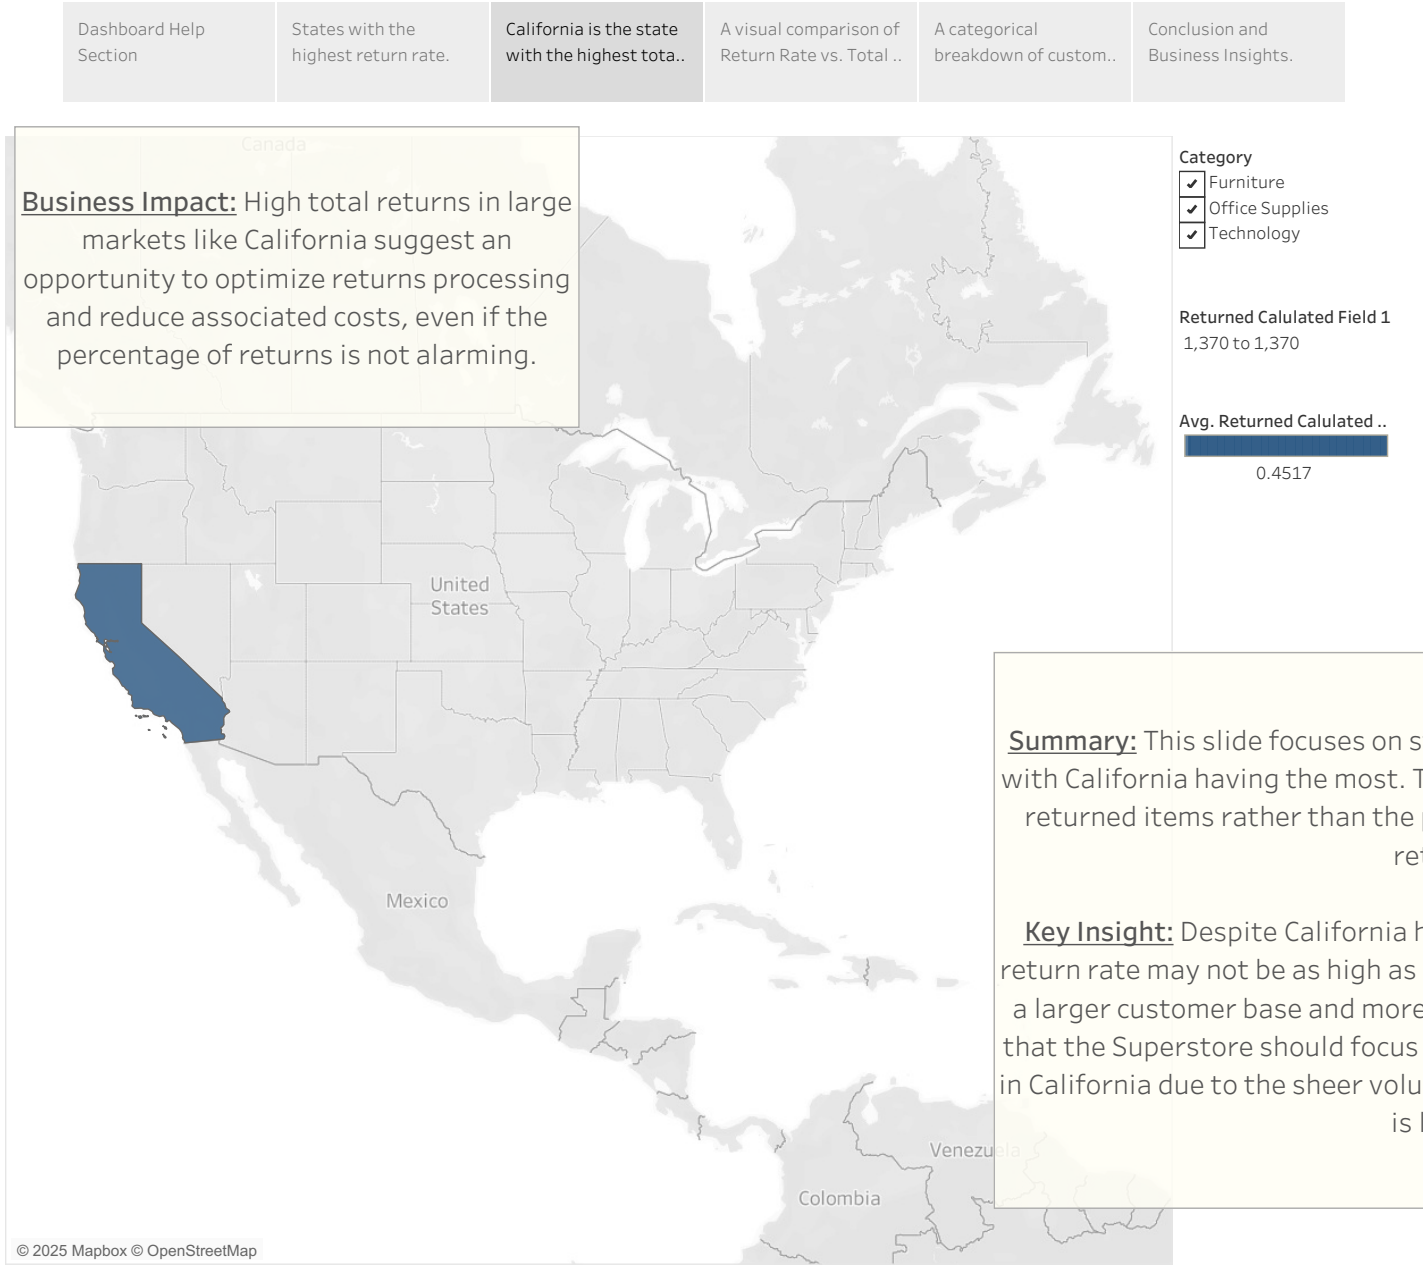 Dashboard Help
Section
States with the
highest return rate.
California is the state
with the highest tota..
A visual comparison of
Return Rate vs. Total ..
A categorical
breakdown of custom..
Conclusion and
Business Insights.
Canada
Business Impact: High total returns in large
markets like California suggest an
opportunity to optimize returns processing
and reduce associated costs, even if the
percentage of returns is not alarming.
Category
Furniture
Office Supplies
Technology
Returned Calulated Field 1
1,370 to 1,370
Avg. Returned Calulated ..
0.4517
United
States
Mexico
Summary: This slide focuses on s
with California having the most. T
returned items rather than the
ret
Key Insight: Despite California h
return rate may not be as high as
a larger customer base and more
that the Superstore should focus
in California due to the sheer volu
is
Venezuela
Colombia
© 2025 Mapbox © OpenStreetMap